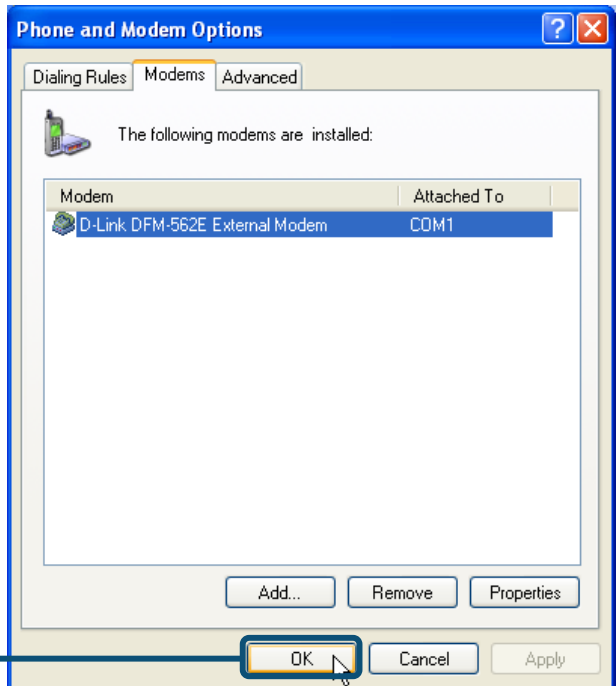 Phone and Modem Options
Dialing Rules Modems Advanced
The following modems are installed:
Modem Attached To
D-Link DFM-562E External Modem COM1
Add... Remove Properties
OK Cancel Apply